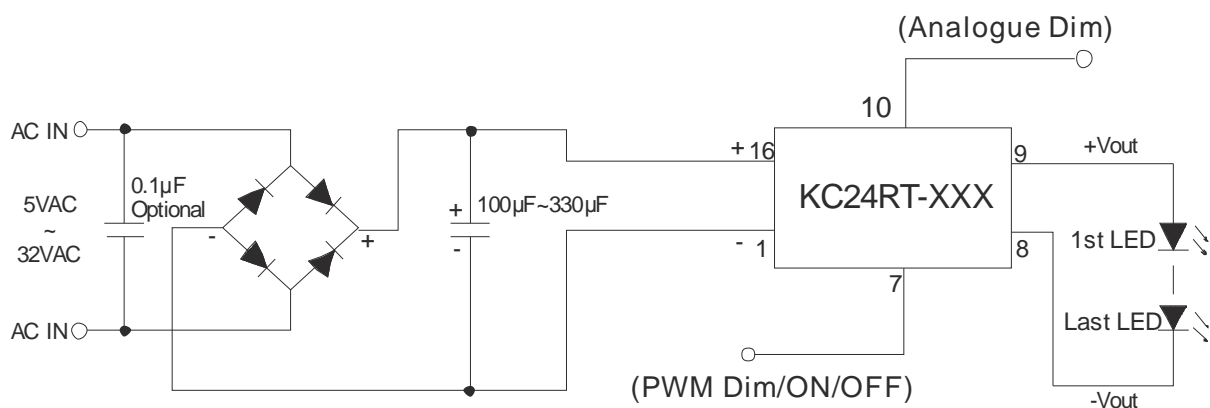 (Analogue Dim)
10
AC IN
+ 16
9
+Vout
0.1µF
Optional
5VAC
~
32VAC
- +
+
100µF~330µF
-
KC24RT-XXX
- 1
8
1st LED
7
AC IN
Last LED
(PWM Dim/ON/OFF)
-Vout